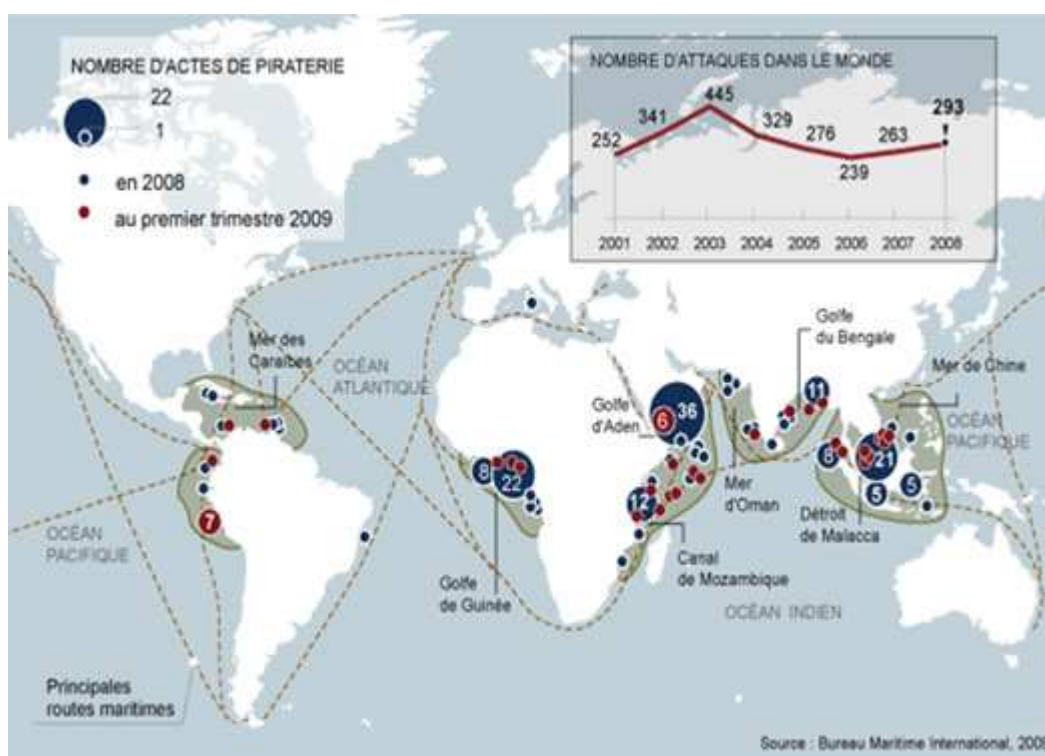 NOMBRE D'ACTES DE PIRATERIE
22
1
en 2008
au premier trimestre 2009
NOMBRE D'ATTAQUES DANS LE MONDE
252
341
445
329
276
239
263
293
2001 2002 2003 2004 2005 2006 2007 2008
Mer des
Caraïbes
OCÉAN
ATLANTIQUE
Golfe
du Bengale
Mer de Chine
OCÉAN
PACIFIQUE
Golfe
d'Aden
36
6
11
8
22
12
8
21
5
5
7
Mer
d'Oman
Détroit
de Malacca
OCÉAN
PACIFIQUE
Golfe
de Guinée
Canal
de Mozambique
OCÉAN INDIEN
Principales
routes maritimes
Source : Bureau Maritime International,